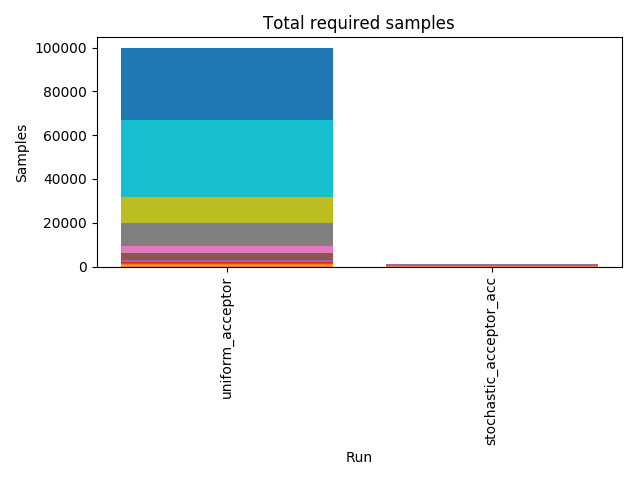 Total required samples
100000
80000
60000
40000
20000
0
Samples
uniform_acceptor
stochastic_acceptor_acc
Run